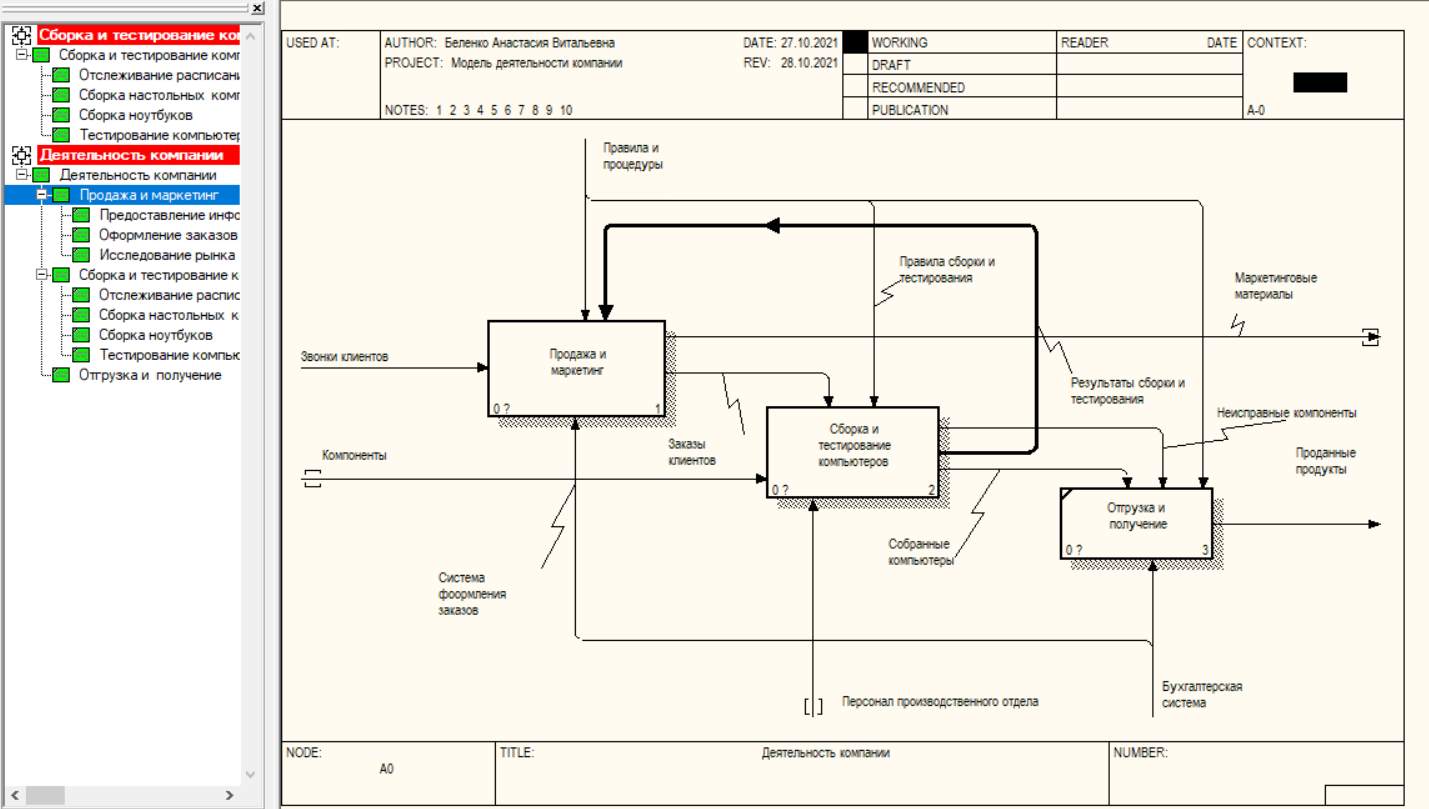 Сборка и тестирование ко
Сборка и тестирование комп
Отслеживание расписани
Сборка настольных комп
Сборка ноутбуков
Тестирование компьютер
Деятельность компании
Деятельность компании
Продажа и маркетинг
Предоставление инфо
Оформление заказов
Исследование рынка
Сборка и тестирование к
Отслеживание распис
Сборка настольных к
Сборка ноутбуков
Тестирование компью
Отгрузка и получение
USED AT:
AUTHOR: Беленко Анастасия Витальевна
DATE: 27.10.2021
PROJECT: Модель деятельности компании
REV: 28.10.2021
NOTES: 1 2 3 4 5 6 7 8 9 10
WORKING
DRAFT
RECOMMENDED
PUBLICATION
READER
DATE
CONTEXT:
A-0
Правила и
процедуры
Правила сборки и
тестирования
Маркетинговые
материалы
Звонки клиентов
Продажа и
маркетинг
0 ?
1
Результаты сборки и
тестирования
Неисправные компоненты
Заказы
клиентов
Сборка и
тестирование
компьютеров
0 ?
2
Компоненты
Проданные
продукты
Отгрузка и
получение
0 ?
3
Собранные
компьютеры
Система
фоормления
заказов
Персонал производственного отдела
Бухгалтерская
система
NODE:
A0
TITLE:
Деятельность компании
NUMBER: